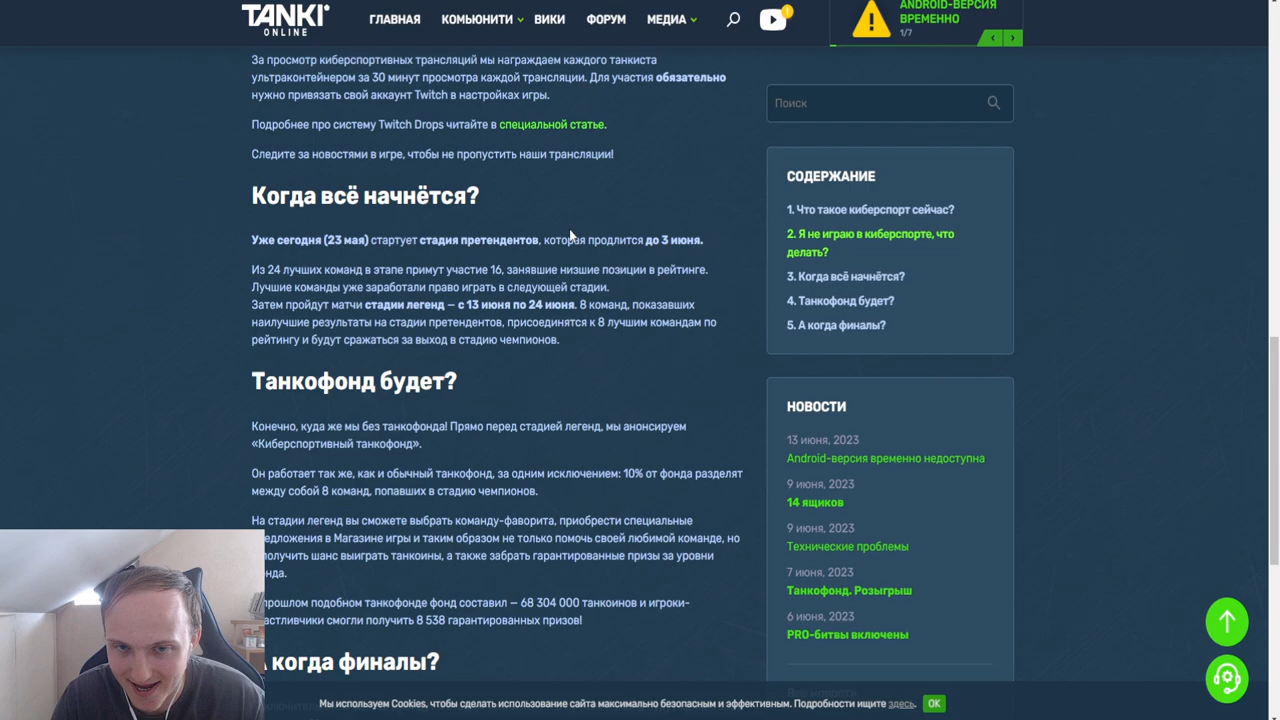 TANKI
ONLINE
ГЛАВНАЯ
КОМЬЮНИТИ
ВИКИ
ФОРУМ
МЕДИА
!
ANDROID-ВЕРСИЯ
ВРЕМЕННО
1/7
За просмотр киберспортивных трансляций мы награждаем каждого танкиста
ультраконтейнером за 30 минут просмотра каждой трансляции. Для участия обязательно
нужно привязать свой аккаунт Twitch в настройках игры.
Подробнее про систему Twitch Drops читайте в специальной статье.
Следите за новостями в игре, чтобы не пропустить наши трансляции!
Когда всё начнётся?
Уже сегодня (23 мая) стартует стадия претендентов, которая продлится до 3 июня.
Из 24 лучших команд в этапе примут участие 16, занявшие низшие позиции в рейтинге.
Лучшие команды уже заработали право играть в следующей стадии.
Затем пройдут матчи стадии легенд — с 13 июня по 24 июня. 8 команд, показавших
наилучшие результаты на стадии претендентов, присоединятся к 8 лучшим командам по
рейтингу и будут сражаться за выход в стадию чемпионов.
Танкофонд будет?
Конечно, куда же мы без танкофонда! Прямо перед стадией легенд, мы анонсируем
«Киберспортивный танкофонд».
Он работает так же, как и обычный танкофонд, за одним исключением: 10% от фонда разделят
между собой 8 команд, попавших в стадию чемпионов.
На стадии легенд вы сможете выбрать команду-фаворита, приобрести специальные
редложения в Магазине игры и таким образом не только помочь своей любимой команде, но
получить шанс выиграть танкоины, а также забрать гарантированные призы за уровни
нда.
прошлом подобном танкофонде фонд составил — 68 304 000 танкоинов и игроки-
астливчики смогли получить 8 538 гарантированных призов!
А когда финалы?
Поиск
СОДЕРЖАНИЕ
1. Что такое киберспорт сейчас?
2. Я не играю в киберспорте, что
делать?
3. Когда всё начнётся?
4. Танкофонд будет?
5. А когда финалы?
НОВОСТИ
13 июня, 2023
Android-версия временно недоступна
9 июня, 2023
14 ящиков
9 июня, 2023
Технические проблемы
7 июня, 2023
Танкофонд. Розыгрыш
6 июня, 2023
PRO-битвы включены
Все новости
Мы используем Cookies, чтобы сделать использование сайта максимально безопасным и эффективным. Подробности ищите здесь.
OK